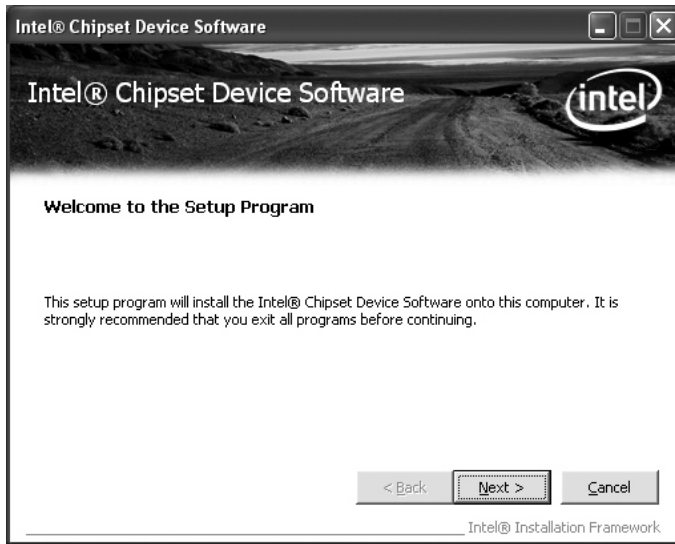 Intel® Chipset Device Software
Intel® Chipset Device Software
intel
Welcome to the Setup Program
This setup program will install the Intel® Chipset Device Software onto this computer. It is
strongly recommended that you exit all programs before continuing.
< Back Next > Cancel
Intel® Installation Framework